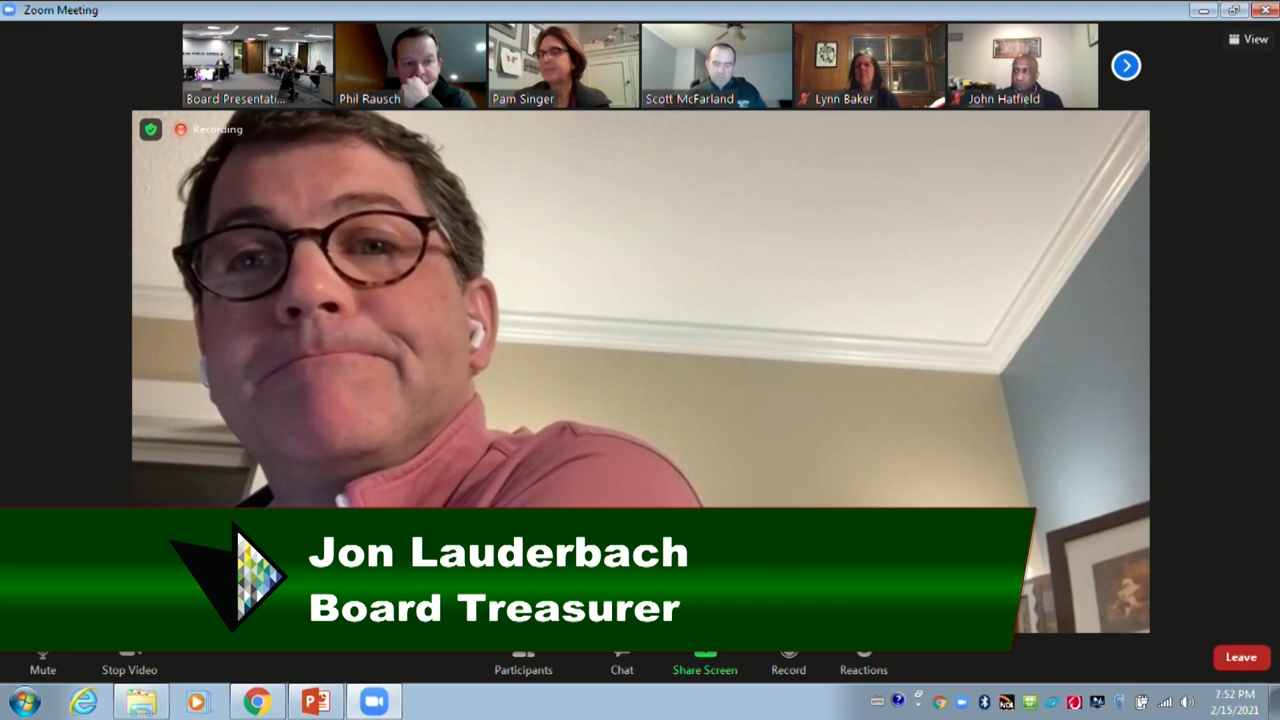 Zoom Meeting
View
Board Presentati...
Phil Rausch
Pam Singer
Scott McFarland
Lynn Baker
John Hatfield
Recording
Jon Lauderbach
Board Treasurer
Mute
Stop Video
Participants
Chat
Share Screen
Record
Reactions
Leave
7:52 PM
2/15/2021